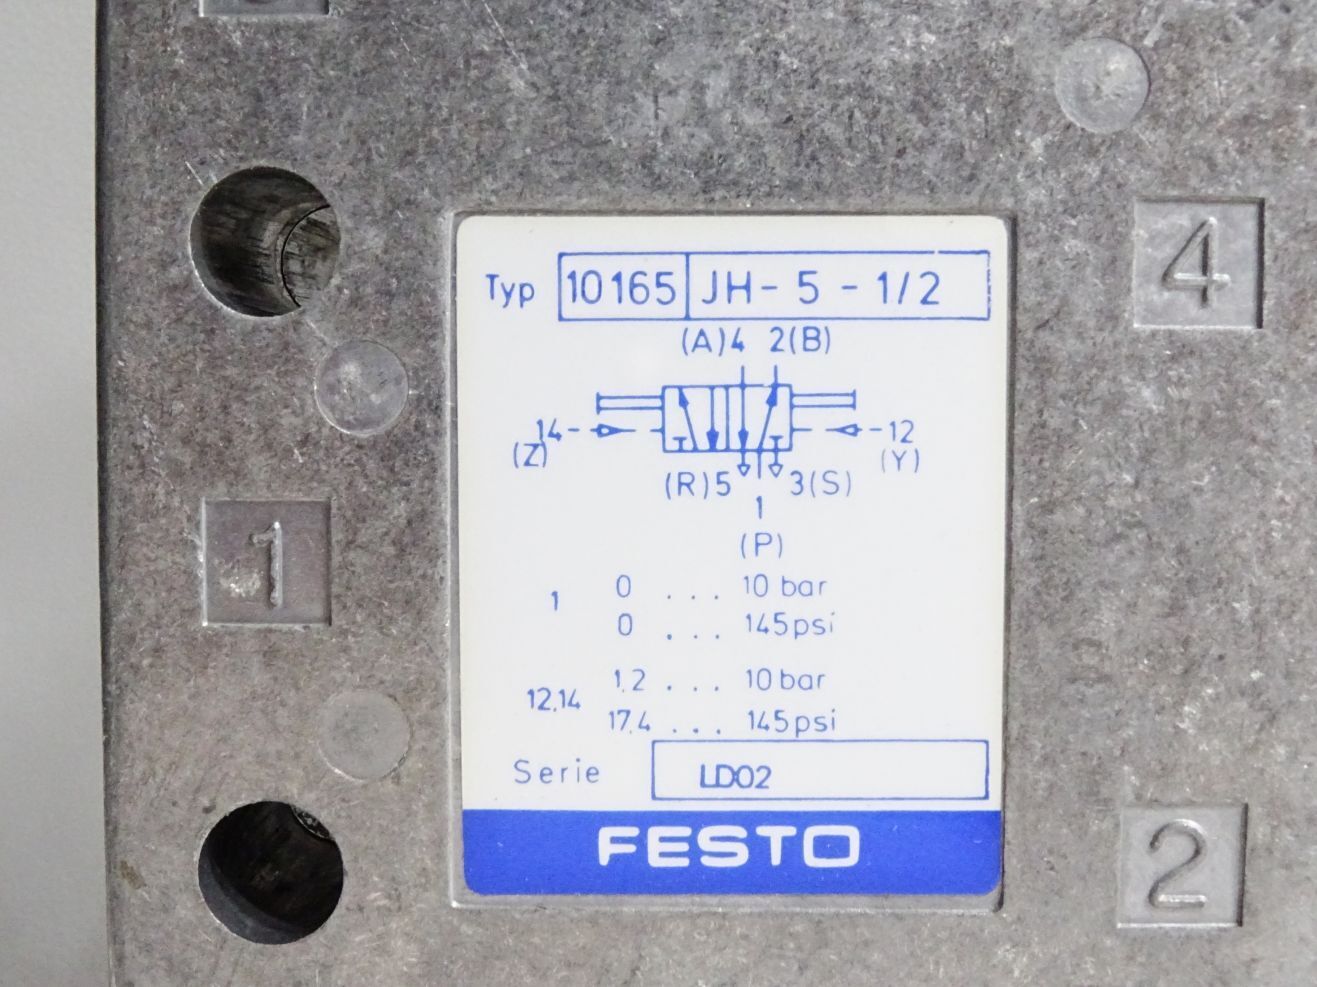 Typ 10165 JH - 5 - 1/2
(A)4 2(B)
4
14 12
(Z) (Y)
(R)5 3(S)
1
1
(P)
1 0 ... 10 bar
0 ... 145psi
12,14 1,2 ... 10 bar
17,4 ... 145psi
Serie LD02
2
FESTO